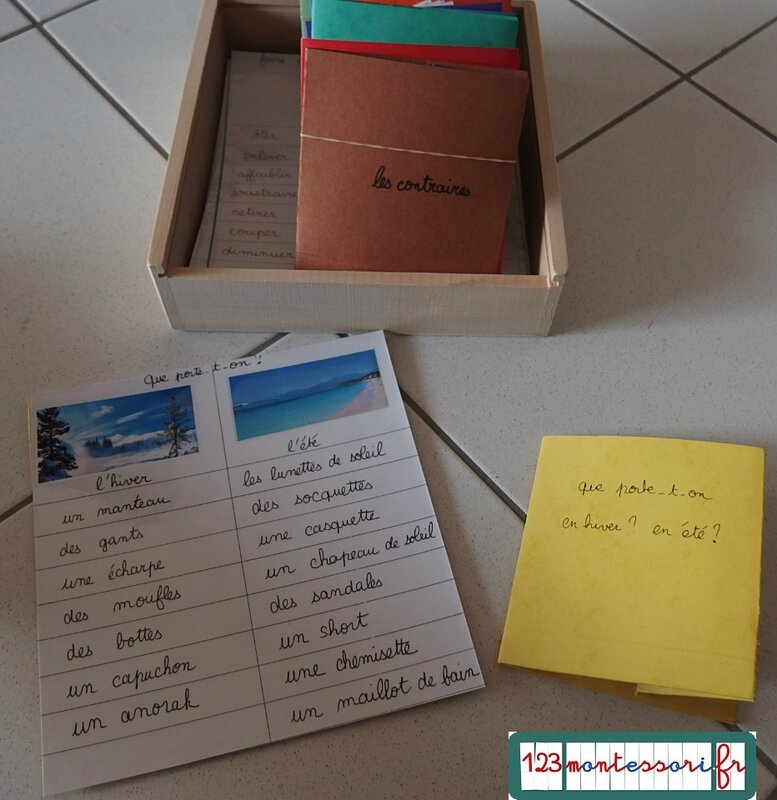 faire
ôter
enlever
affaiblir
soustraire
retirer
couper
diminuer
les contraires
que porte-t-on?
l'hiver
un manteau
des gants
une écharpe
des moufles
des bottes
un capuchon
un anorak
l'été
les lunettes de soleil
des socquettes
une casquette
un chapeau de soleil
des sandales
un short
une chemisette
un maillot de bain
que porte-t-on
en hiver? en été?
123montessori.fr